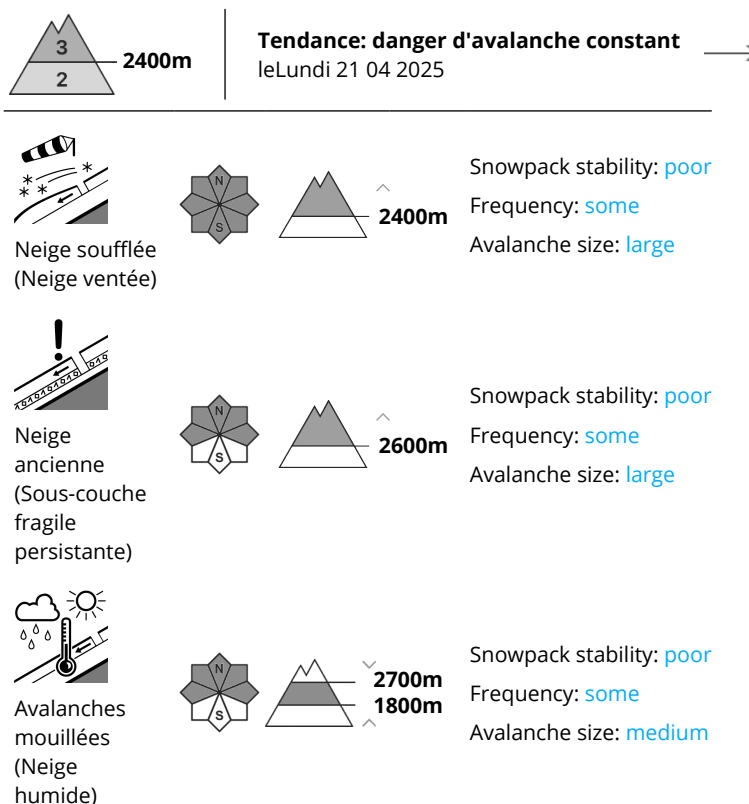 3
2
2400m
Tendance: danger d'avalanche constant
leLundi 21 04 2025
Neige soufflée
(Neige ventée)
N
S
2400m
Snowpack stability: poor
Frequency: some
Avalanche size: large
Neige
ancienne
(Sous-couche
fragile
persistante)
N
S
2600m
Snowpack stability: poor
Frequency: some
Avalanche size: large
Avalanches
mouillées
(Neige
humide)
N
S
2700m
1800m
Snowpack stability: poor
Frequency: some
Avalanche size: medium